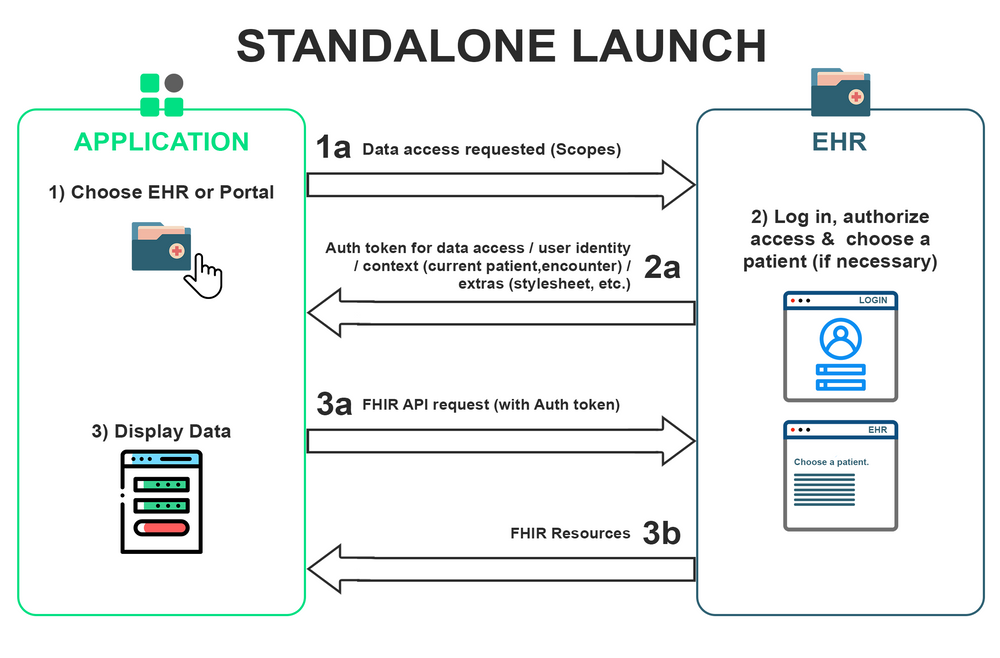 STANDALONE LAUNCH
APPLICATION
1) Choose EHR or Portal
3) Display Data
1a Data access requested (Scopes)
Auth token for data access / user identity
/ context (current patient,encounter) /
extras (stylesheet, etc.)
2a
3a FHIR API request (with Auth token)
FHIR Resources 3b
EHR
2) Log in, authorize
access & choose a
patient (if necessary)
LOGIN
EHR
Choose a patient.